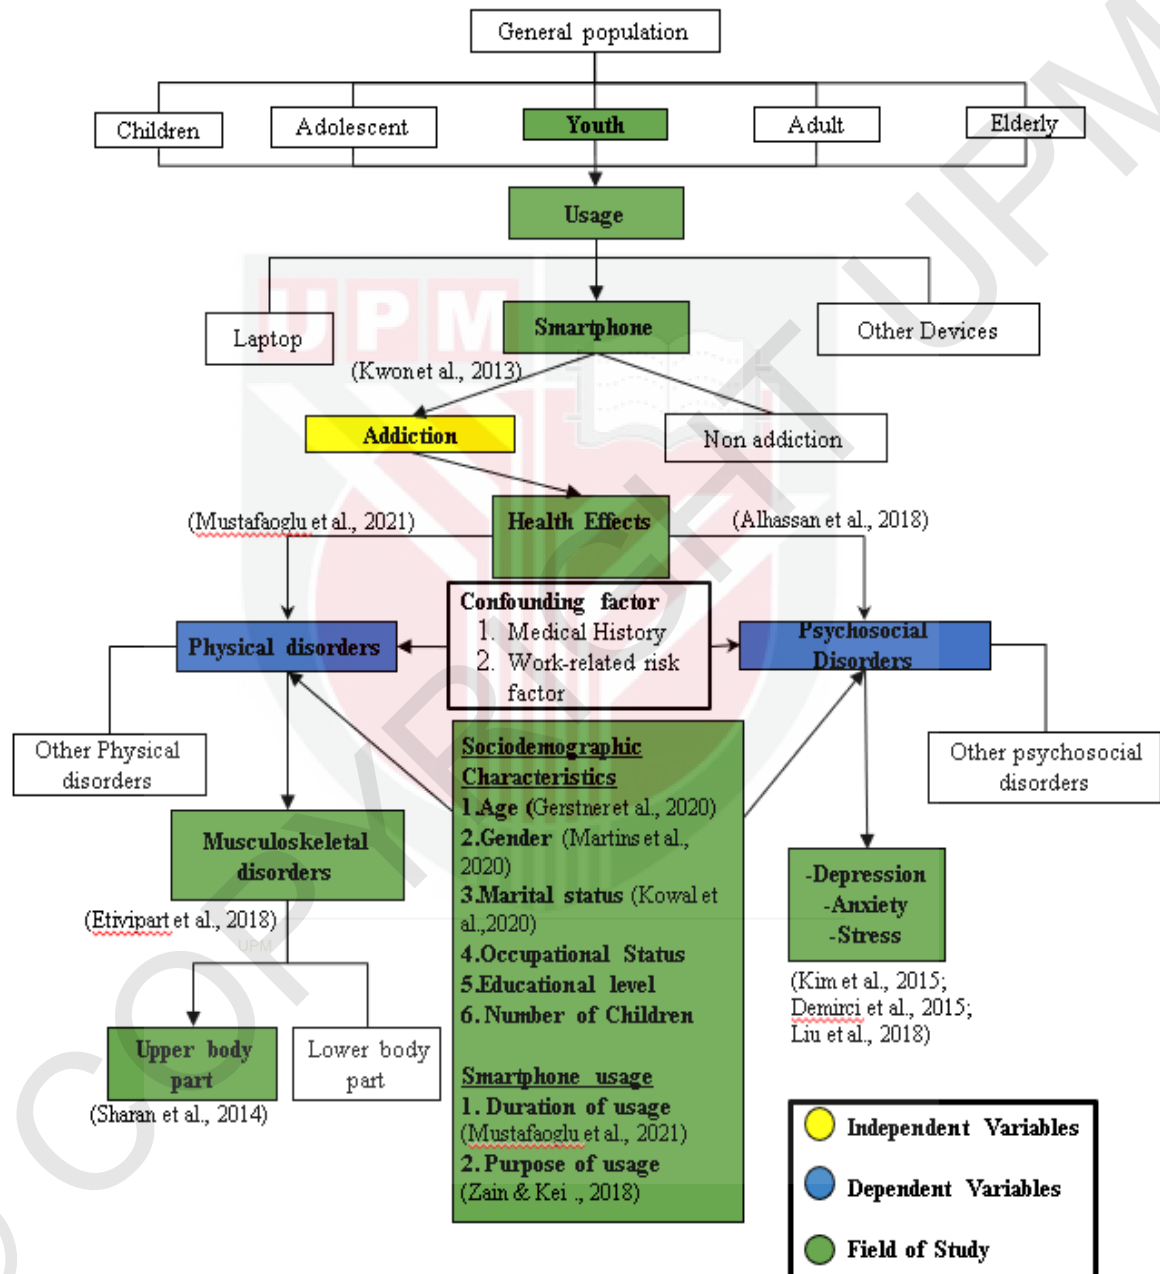 General population
Children
Adolescent
Youth
Adult
Elderly
Usage
Laptop
Smartphone
Other Devices
(Kwon et al., 2013)
Addiction
Non addiction
(Mustafaoglu et al., 2021)
Health Effects
(Alhassan et al., 2018)
Confounding factor
1. Medical History
2. Work-related risk
factor
Physical disorders
Psychosocial
Disorders
Other Physical
disorders
Other psychosocial
disorders
Musculoskeletal
disorders
(Etivipart et al., 2018)
Upper body
part
Lower body
part
(Sharan et al., 2014)
Sociodemographic
Characteristics
1.Age (Gerstner et al., 2020)
2.Gender (Martins et al.,
2020)
3.Marital status (Kowal et
al.,2020)
4.Occupational Status
5.Educational level
6. Number of Children
Smartphone usage
1. Duration of usage
(Mustafaoglu et al., 2021)
2. Purpose of usage
(Zain & Kei ., 2018)
-Depression
-Anxiety
-Stress
(Kim et al., 2015;
Demirci et al., 2015;
Liu et al., 2018)
Independent Variables
Dependent Variables
Field of Study
UPM
UPM
COPYRIGHT UPM